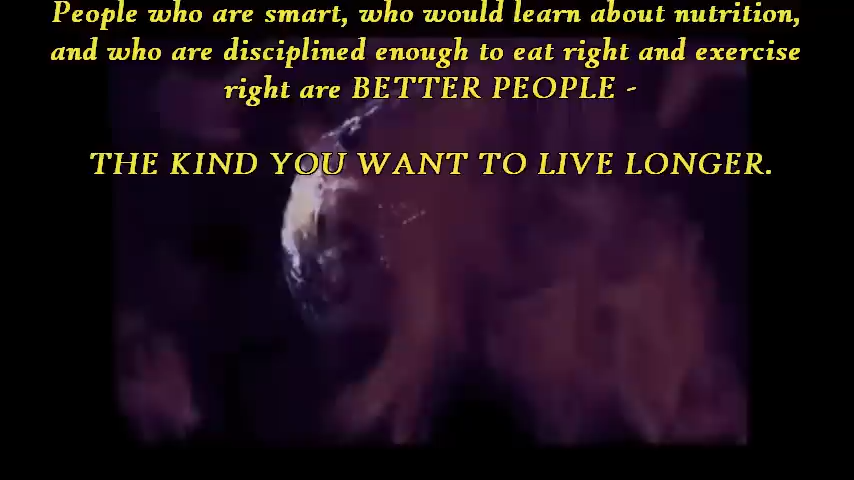 People who are smart, who would learn about nutrition,
and who are disciplined enough to eat right and exercise
right are BETTER PEOPLE -
THE KIND YOU WANT TO LIVE LONGER.